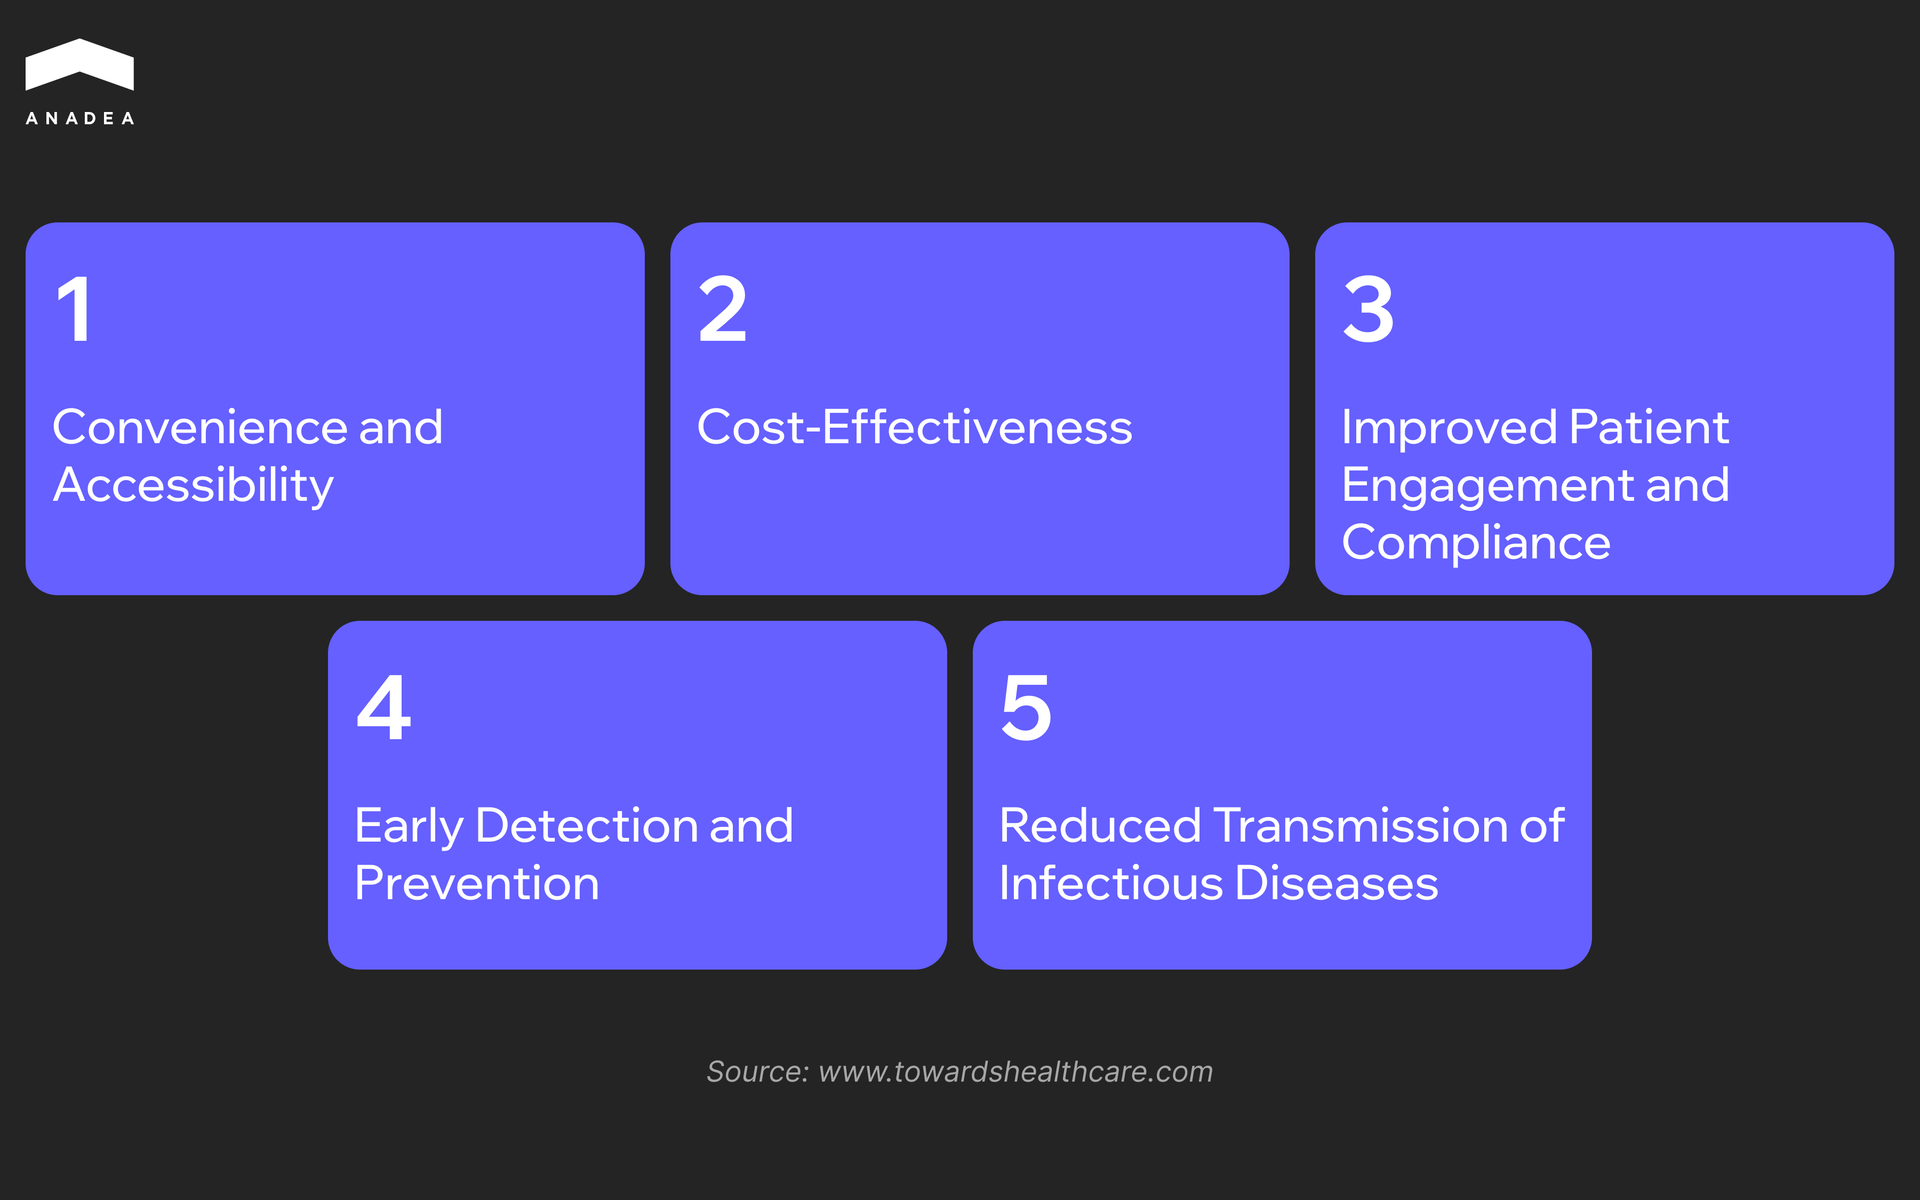 ANADEA
1
Convenience and
Accessibility
2
Cost-Effectiveness
3
Improved Patient
Engagement and
Compliance
4
Early Detection and
Prevention
5
Reduced Transmission of
Infectious Diseases
Source: www.towardshealthcare.com